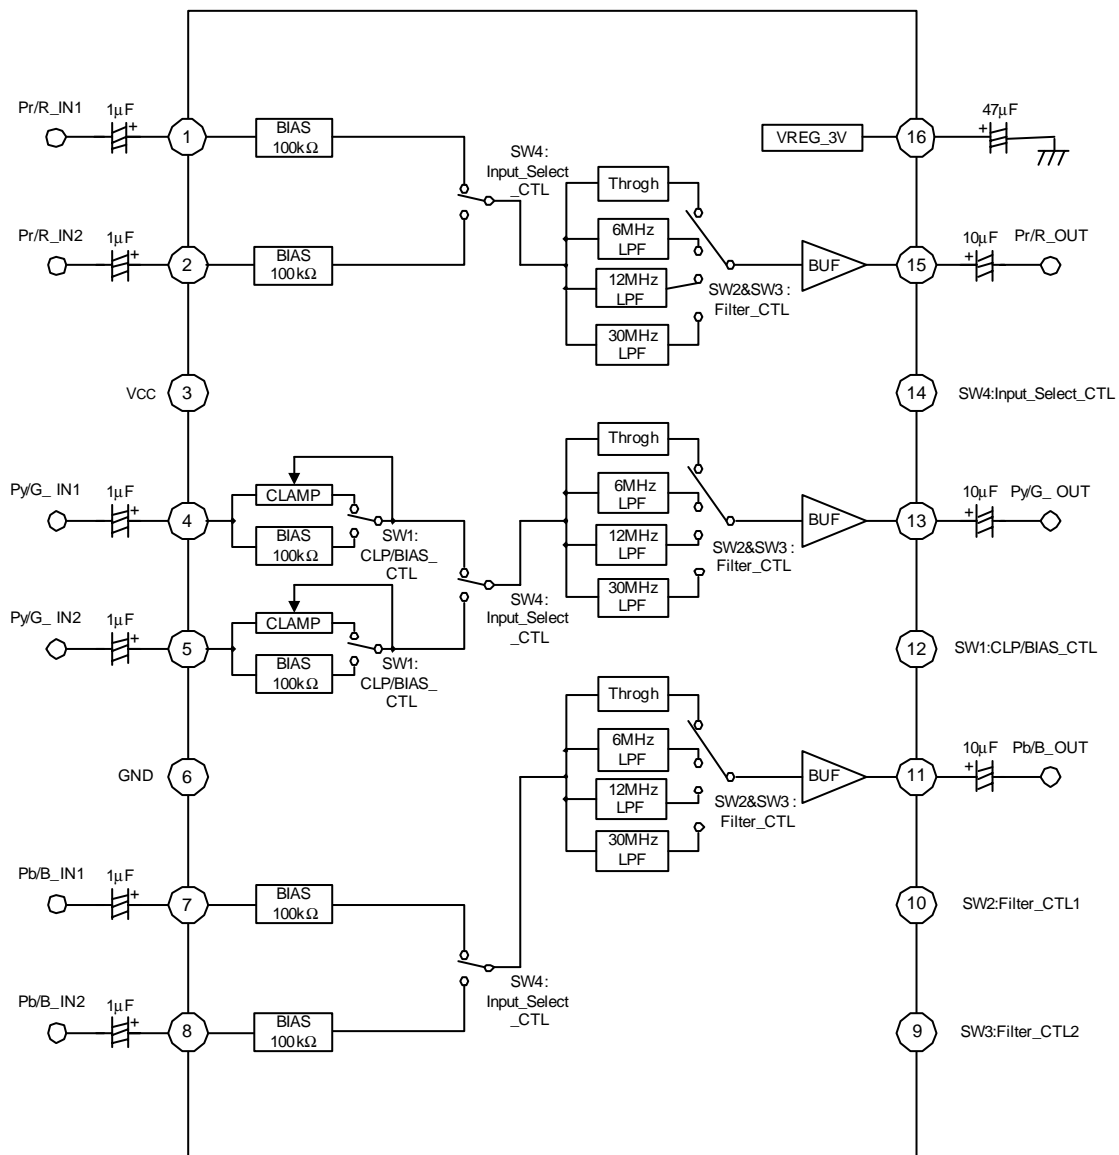 Pr/R_IN1
1μF
+
1
BIAS
100kΩ
SW4:
Input_Select
_CTL
VREG_3V
16
47μF
+
Throgh
6MHz
LPF
12MHz
LPF
30MHz
LPF
SW2&SW3 :
Filter_CTL
BUF
15
10μF
+
Pr/R_OUT
Pr/R_IN2
1μF
+
2
BIAS
100kΩ
VCC
3
14
SW4:Input_Select_CTL
Py/G_ IN1
1μF
+
4
CLAMP
BIAS
100kΩ
SW1:
CLP/BIAS_
CTL
SW4:
Input_Select
_CTL
Throgh
6MHz
LPF
12MHz
LPF
30MHz
LPF
SW2&SW3 :
Filter_CTL
BUF
13
10μF
+
Py/G_ OUT
Py/G_ IN2
1μF
+
5
CLAMP
BIAS
100kΩ
SW1:
CLP/BIAS_
CTL
12
SW1:CLP/BIAS_CTL
GND
6
Throgh
6MHz
LPF
12MHz
LPF
30MHz
LPF
SW2&SW3 :
Filter_CTL
BUF
11
10μF
+
Pb/B_OUT
Pb/B_IN1
1μF
+
7
BIAS
100kΩ
SW4:
Input_Select
_CTL
10
SW2:Filter_CTL1
Pb/B_IN2
1μF
+
8
BIAS
100kΩ
9
SW3:Filter_CTL2